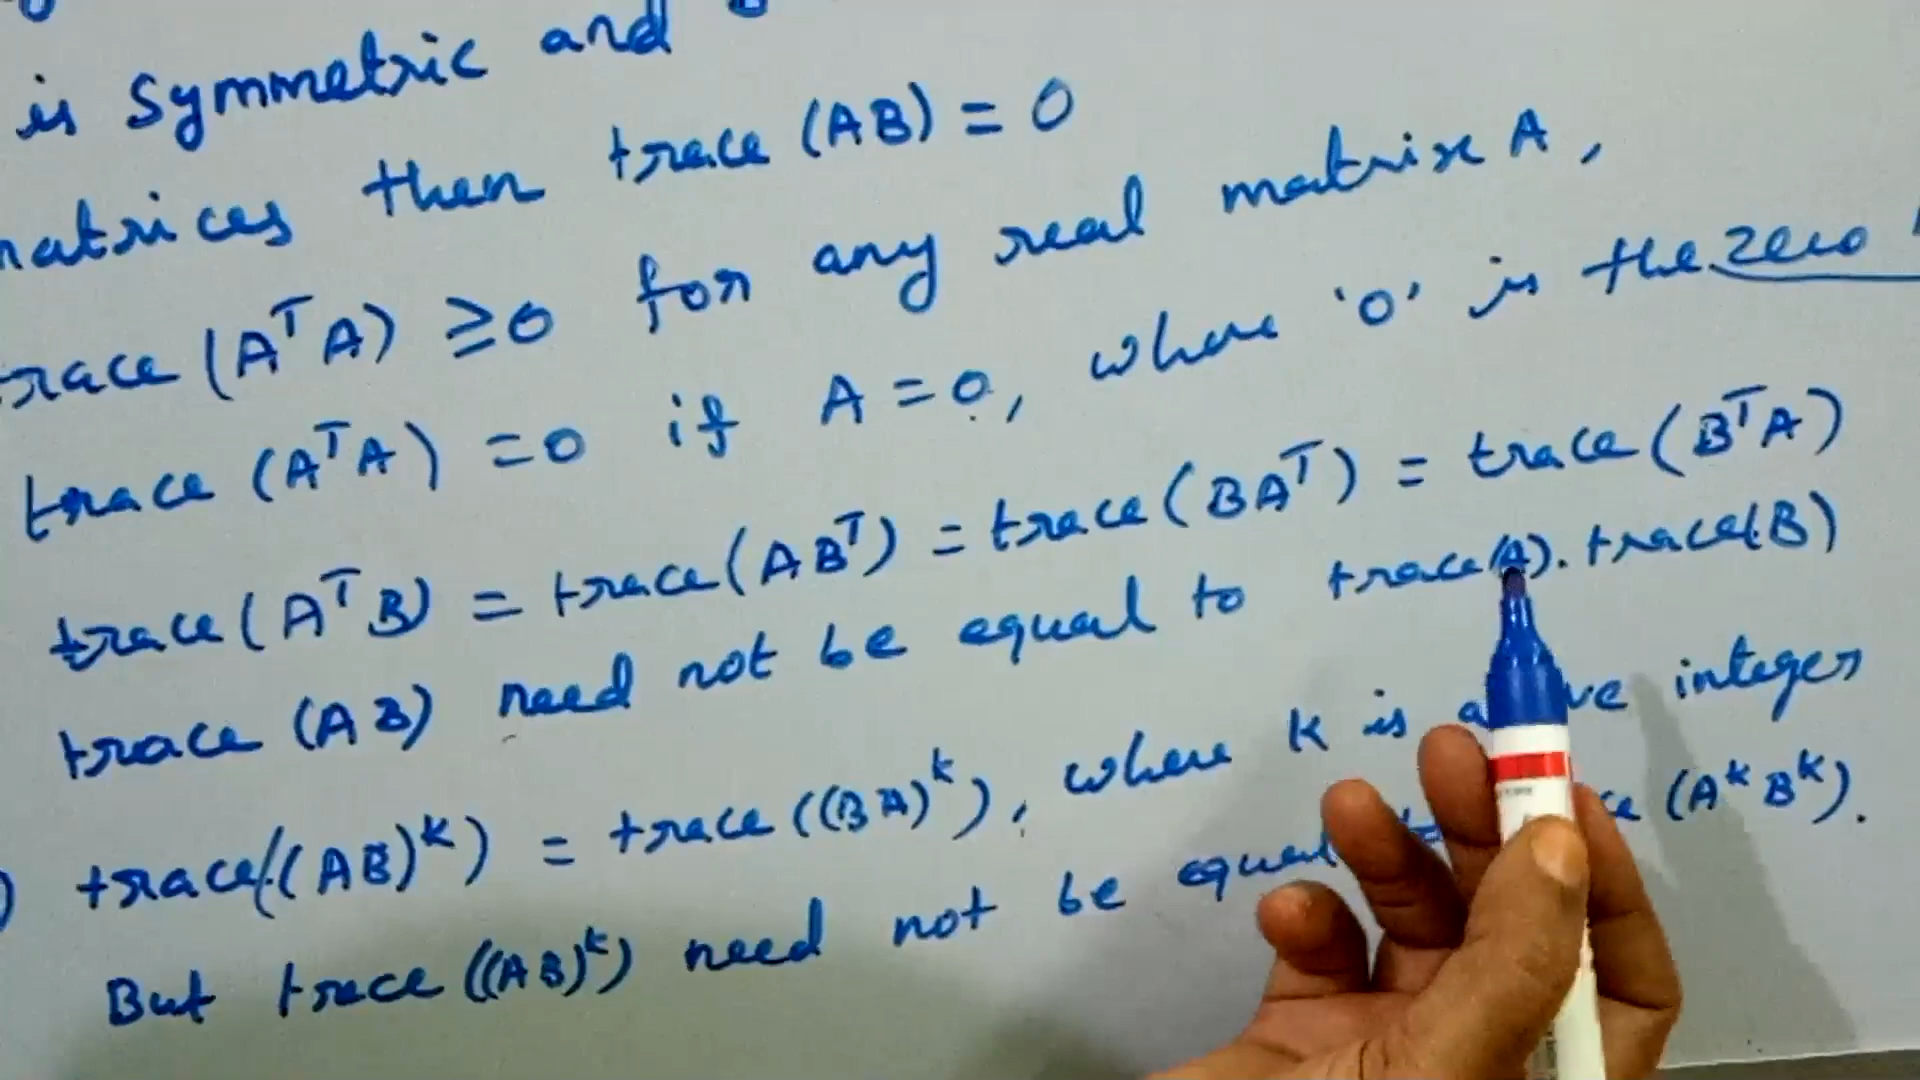 is symmetric and
matrices then trace (AB) = 0
trace (AᵀA) ≥ 0 for any real matrix A,
trace (AᵀA) = 0 if A = 0, where '0' is the zero
trace (AᵀB) = trace (ABᵀ) = trace (BAᵀ) = trace (BᵀA)
trace (AB) need not be equal to trace(A). trace(B)
) trace((AB)ᵏ) = trace ((BA)ᵏ), where k is a ve integer
But trace ((AB)ᵏ) need not be equal (AᵏBᵏ).